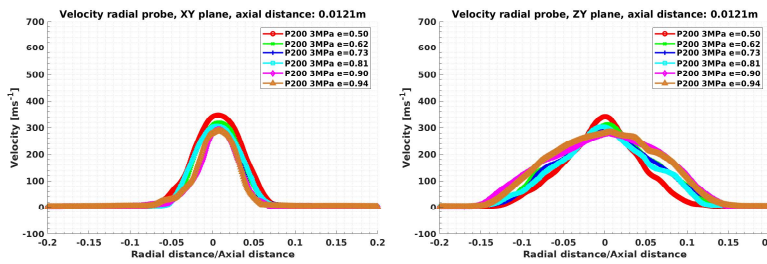 Velocity radial probe, XY plane, axial distance: 0.0121m
700
600
500
400
300
200
100
0
-100
Velocity [ms-1]
P200 3MPa e=0.50
P200 3MPa e=0.62
P200 3MPa e=0.73
P200 3MPa e=0.81
P200 3MPa e=0.90
P200 3MPa e=0.94
-0.2 -0.15 -0.1 -0.05 0 0.05 0.1 0.15 0.2
Radial distance/Axial distance
Velocity radial probe, ZY plane, axial distance: 0.0121m
700
600
500
400
300
200
100
0
-100
Velocity [ms-1]
P200 3MPa e=0.50
P200 3MPa e=0.62
P200 3MPa e=0.73
P200 3MPa e=0.81
P200 3MPa e=0.90
P200 3MPa e=0.94
-0.2 -0.15 -0.1 -0.05 0 0.05 0.1 0.15
Radial distance/Axial distance